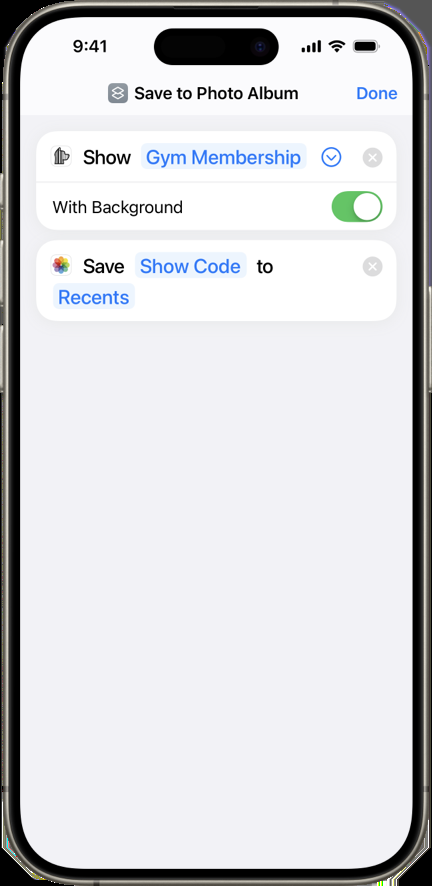 9:41
Save to Photo Album
Done
Show Gym Membership
With Background
Save Show Code to
Recents